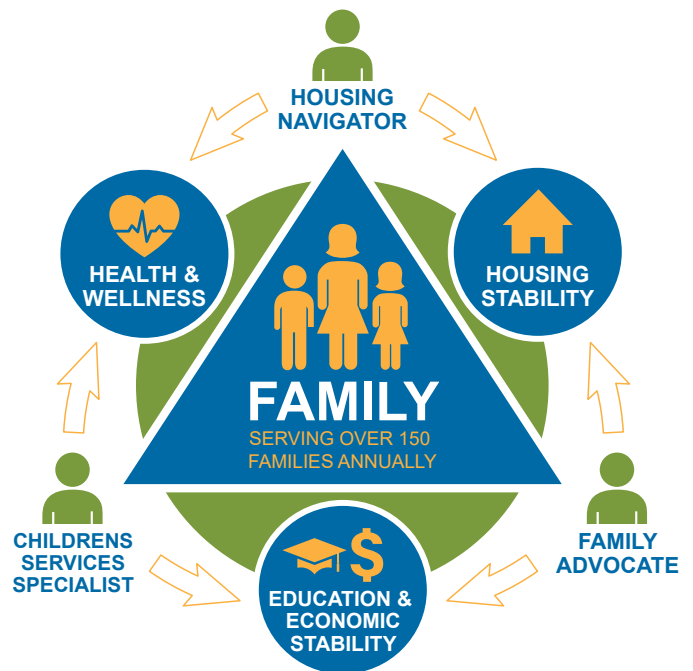 HOUSING
NAVIGATOR
HEALTH &
WELLNESS
HOUSING
STABILITY
FAMILY
SERVING OVER 150
FAMILIES ANNUALLY
CHILDRENS
SERVICES
SPECIALIST
FAMILY
ADVOCATE
$
EDUCATION &
ECONOMIC
STABILITY